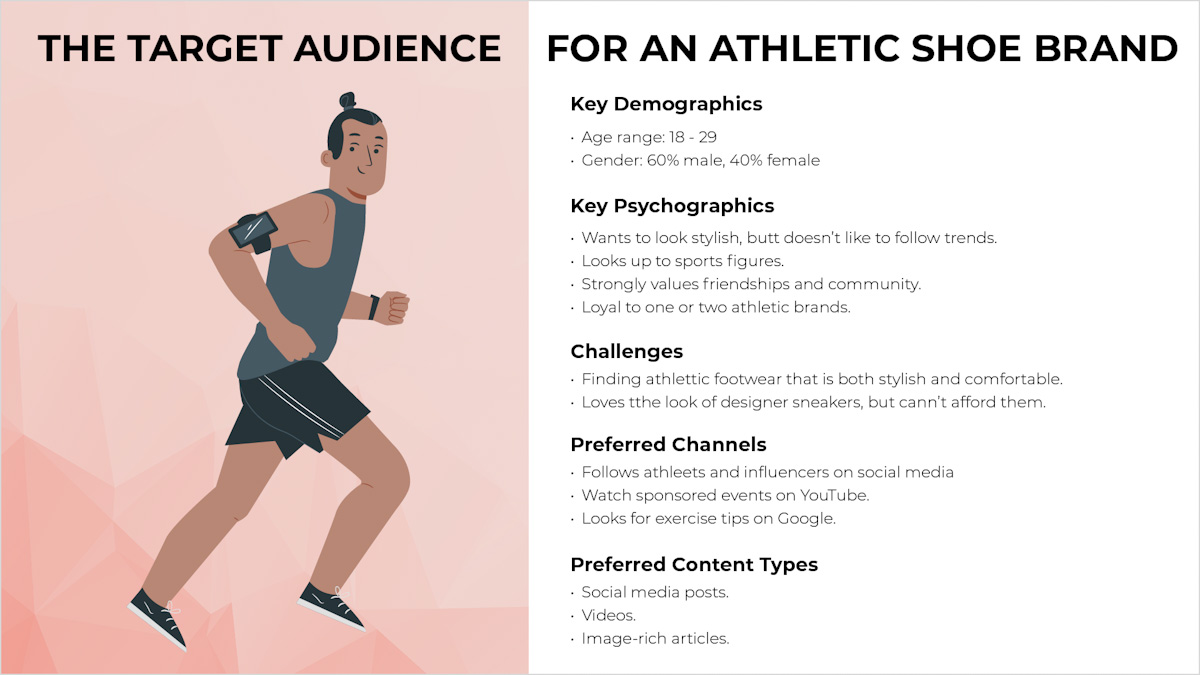 THE TARGET AUDIENCE FOR AN ATHLETIC SHOE BRAND
Key Demographics
· Age range: 18 - 29
· Gender: 60% male, 40% female
Key Psychographics
· Wants to look stylish, butt doesn’t like to follow trends.
· Looks up to sports figures.
· Strongly values friendships and community.
· Loyal to one or two athletic brands.
Challenges
· Finding athlettic footwear that is both stylish and comfortable.
· Loves tthe look of designer sneakers, but cann’t afford them.
Preferred Channels
· Follows athleets and influencers on social media
· Watch sponsored events on YouTube.
· Looks for exercise tips on Google.
Preferred Content Types
· Social media posts.
· Videos.
· Image-rich articles.